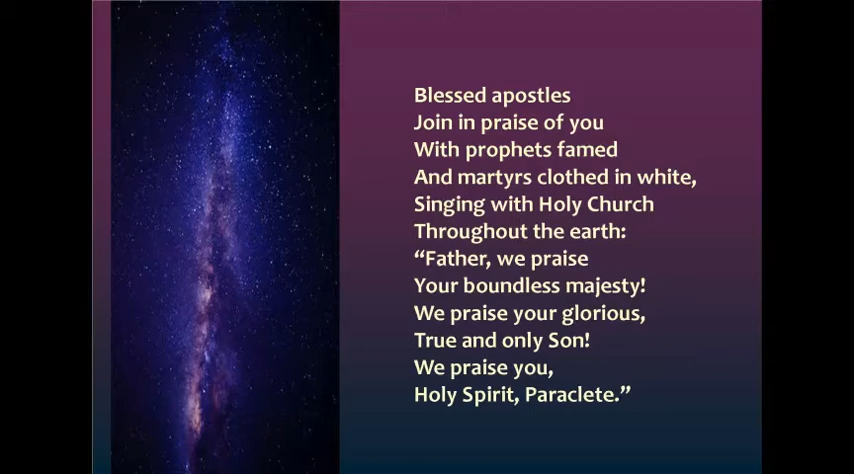 Blessed apostles
Join in praise of you
With prophets famed
And martyrs clothed in white,
Singing with Holy Church
Throughout the earth:
“Father, we praise
Your boundless majesty!
We praise your glorious,
True and only Son!
We praise you,
Holy Spirit, Paraclete.”